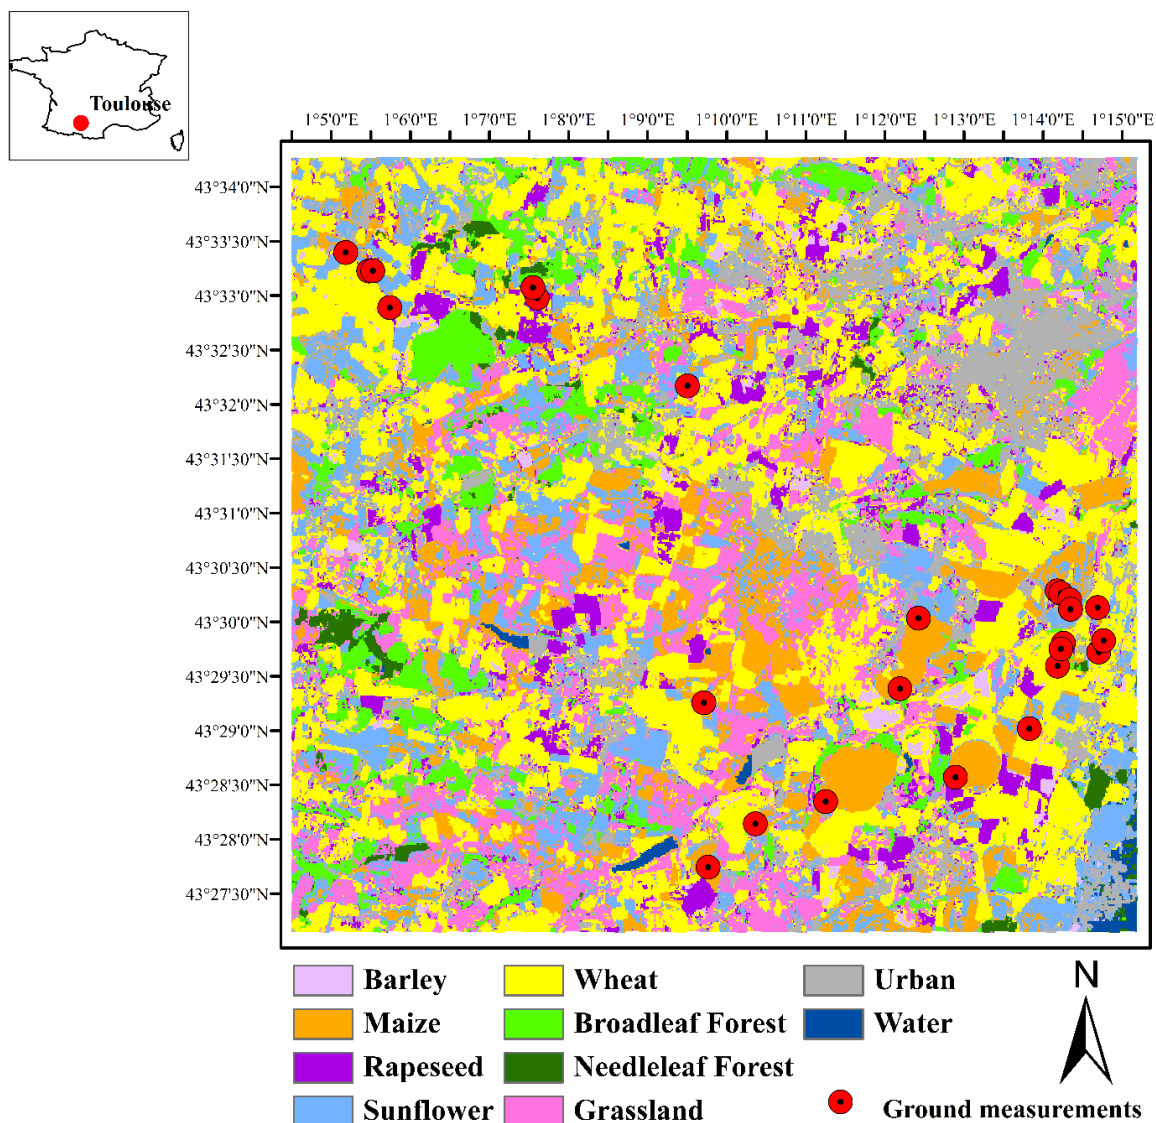 Toulouse
1°5'0"E 1°6'0"E 1°7'0"E 1°8'0"E 1°9'0"E 1°10'0"E 1°11'0"E 1°12'0"E 1°13'0"E 1°14'0"E 1°15'0"E
43°34'0"N
43°33'30"N
43°33'0"N
43°32'30"N
43°32'0"N
43°31'30"N
43°31'0"N
43°30'30"N
43°30'0"N
43°29'30"N
43°29'0"N
43°28'30"N
43°28'0"N
43°27'30"N
Barley Wheat Urban
Maize Broadleaf Forest Water
Rapeseed Needleleaf Forest
Sunflower Grassland Ground measurements
N